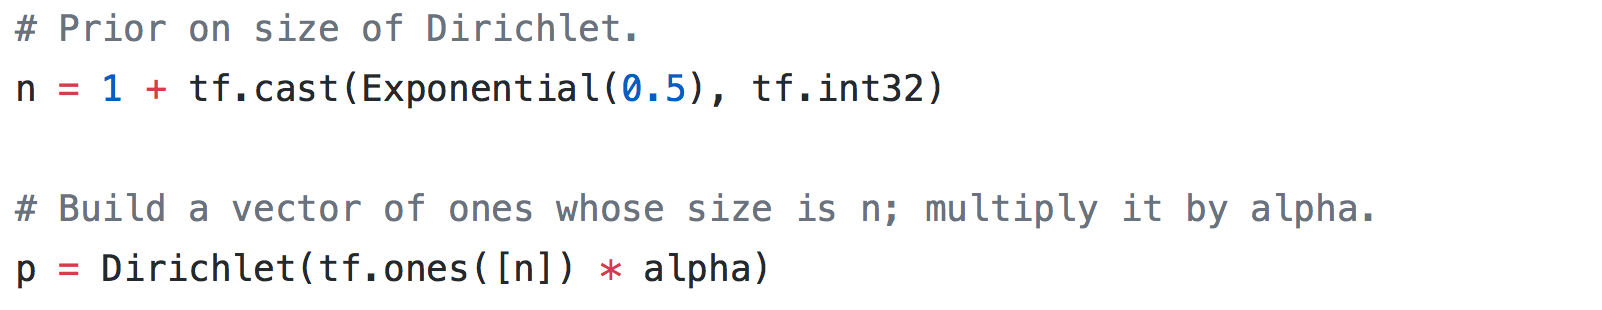 # Prior on size of Dirichlet.
n = 1 + tf.cast(Exponential(0.5), tf.int32)
# Build a vector of ones whose size is n; multiply it by alpha.
p = Dirichlet(tf.ones([n]) * alpha)